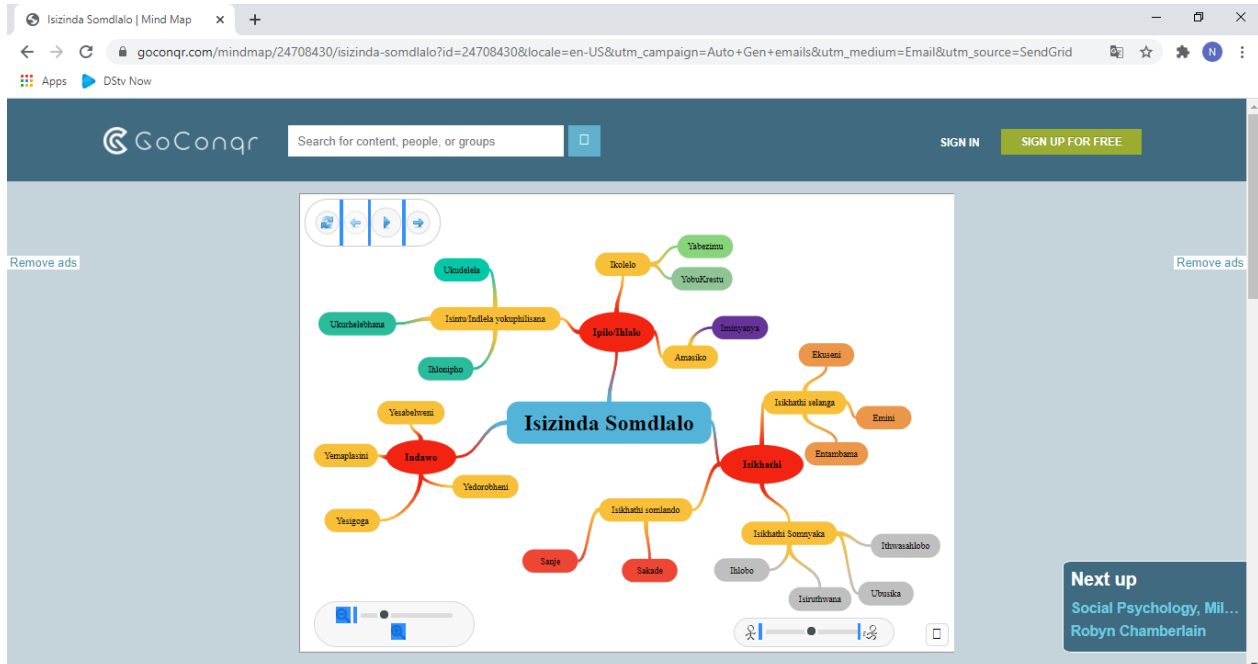 Isizinda Somdlalo | Mind Map
goconqr.com/mindmap/24708430/isizinda-somdlalo?id=24708430&locale=en-US&utm_campaign=Auto+Gen+emails&utm_medium=Email&utm_source=SendGrid
N
Apps
DStv Now
GoConqr
Search for content, people, or groups
SIGN IN
SIGN UP FOR FREE
Remove ads
Remove ads
Yabezimu
Ikolelo
YobuKrestu
Ukudelela
Isintu/Indlela yokuphilisana
Ukurhelebhana
Ihlonipho
Ipilo/Ihlalo
Iminyanya
Amasiko
Ekuseni
Isikhathi selanga
Emini
Entambama
Yesabelweni
Isizinda Somdlalo
Yemaplasini
Indawo
Yedorobheni
Yesigoga
Isikhathi
Isikhathi somlando
Sanje
Sakade
Isikhathi Somnyaka
Ithwasahlobo
Ihlobo
Isiruthwana
Ubusika
Next up
Social Psychology, Mil...
Robyn Chamberlain